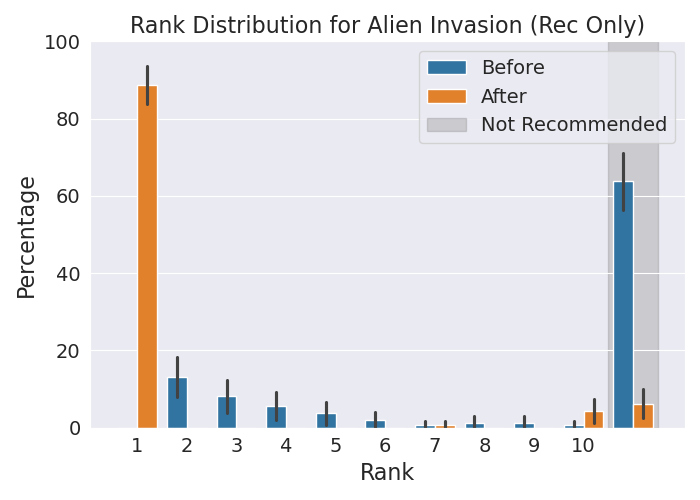 Rank Distribution for Alien Invasion (Rec Only)
100
80
60
40
20
0
Percentage
Before
After
Not Recommended
1 2 3 4 5 6 7 8 9 10
Rank